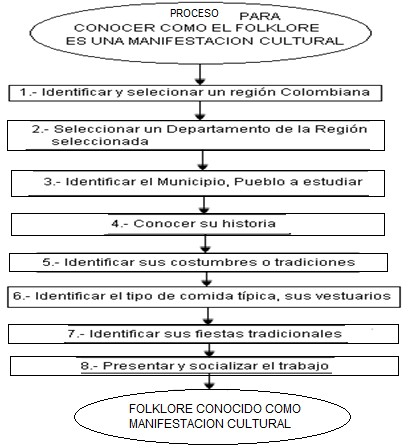 PROCESO PARA
CONOCER COMO EL FOLKLORE
ES UNA MANIFESTACION CULTURAL
1.- Identificar y selecionar un región Colombiana
2.- Seleccionar un Departamento de la Región
seleccionada
3.- Identificar el Municipio, Pueblo a estudiar
4.- Conocer su historia
5.- Identificar sus costumbres o tradiciones
6.- Identificar el tipo de comida típica, sus vestuarios
7.- Identificar sus fiestas tradicionales
8.- Presentar y socializar el trabajo
FOLKLORE CONOCIDO COMO
MANIFESTACION CULTURAL